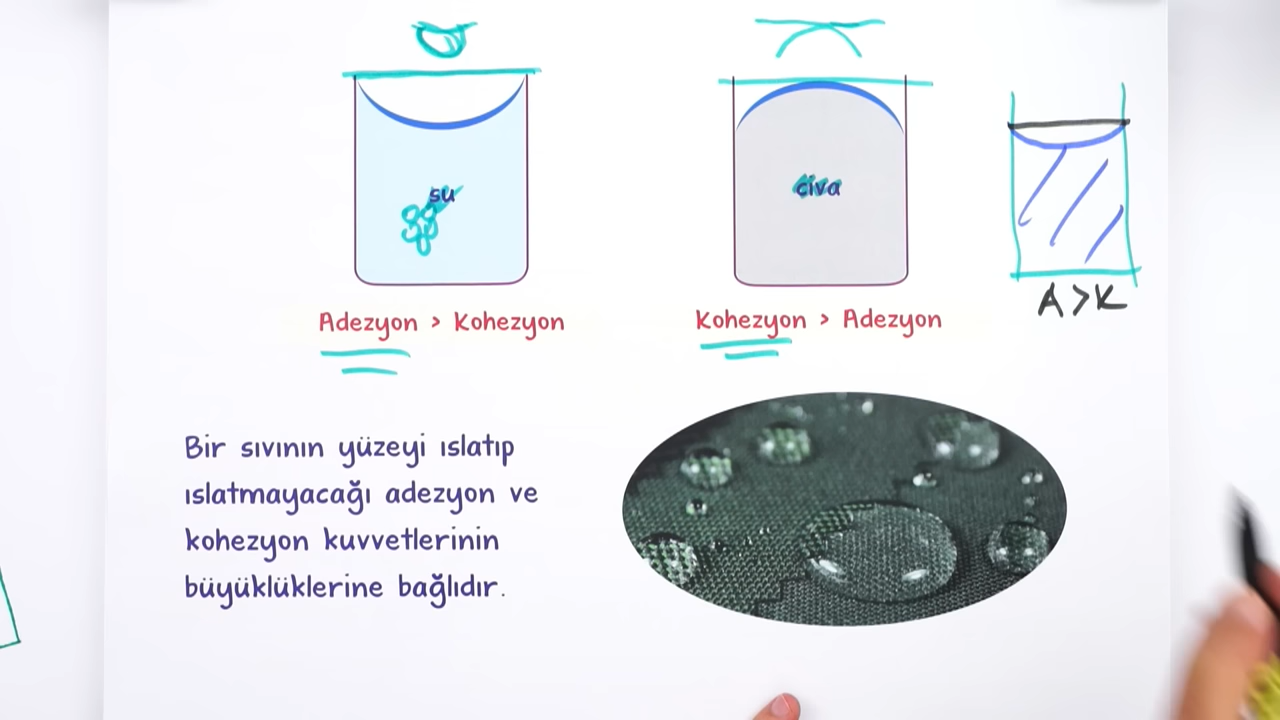 su
civa
Adezyon > Kohezyon
Kohezyon > Adezyon
A > K
Bir sıvının yüzeyi ıslatıp
ıslatmayacağı adezyon ve
kohezyon kuvvetlerinin
büyüklüklerine bağlıdır.